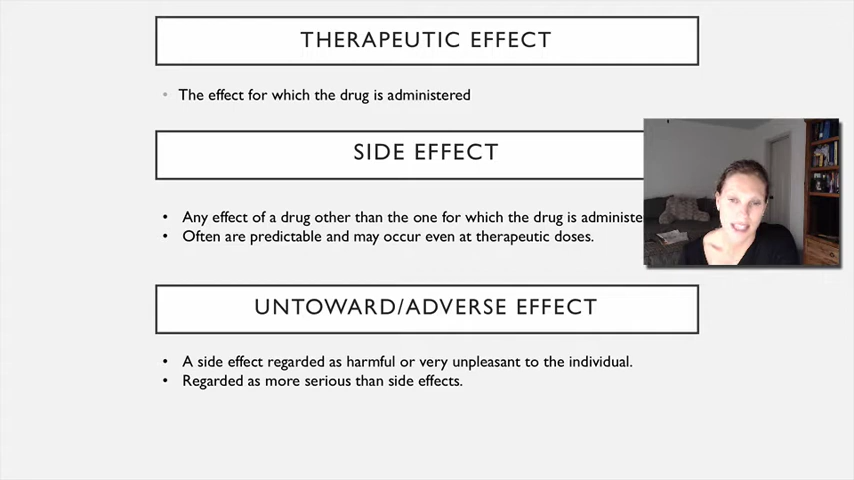 THERAPEUTIC EFFECT
The effect for which the drug is administered
SIDE EFFECT
Any effect of a drug other than the one for which the drug is administe
Often are predictable and may occur even at therapeutic doses.
UNTOWARD/ADVERSE EFFECT
A side effect regarded as harmful or very unpleasant to the individual.
Regarded as more serious than side effects.